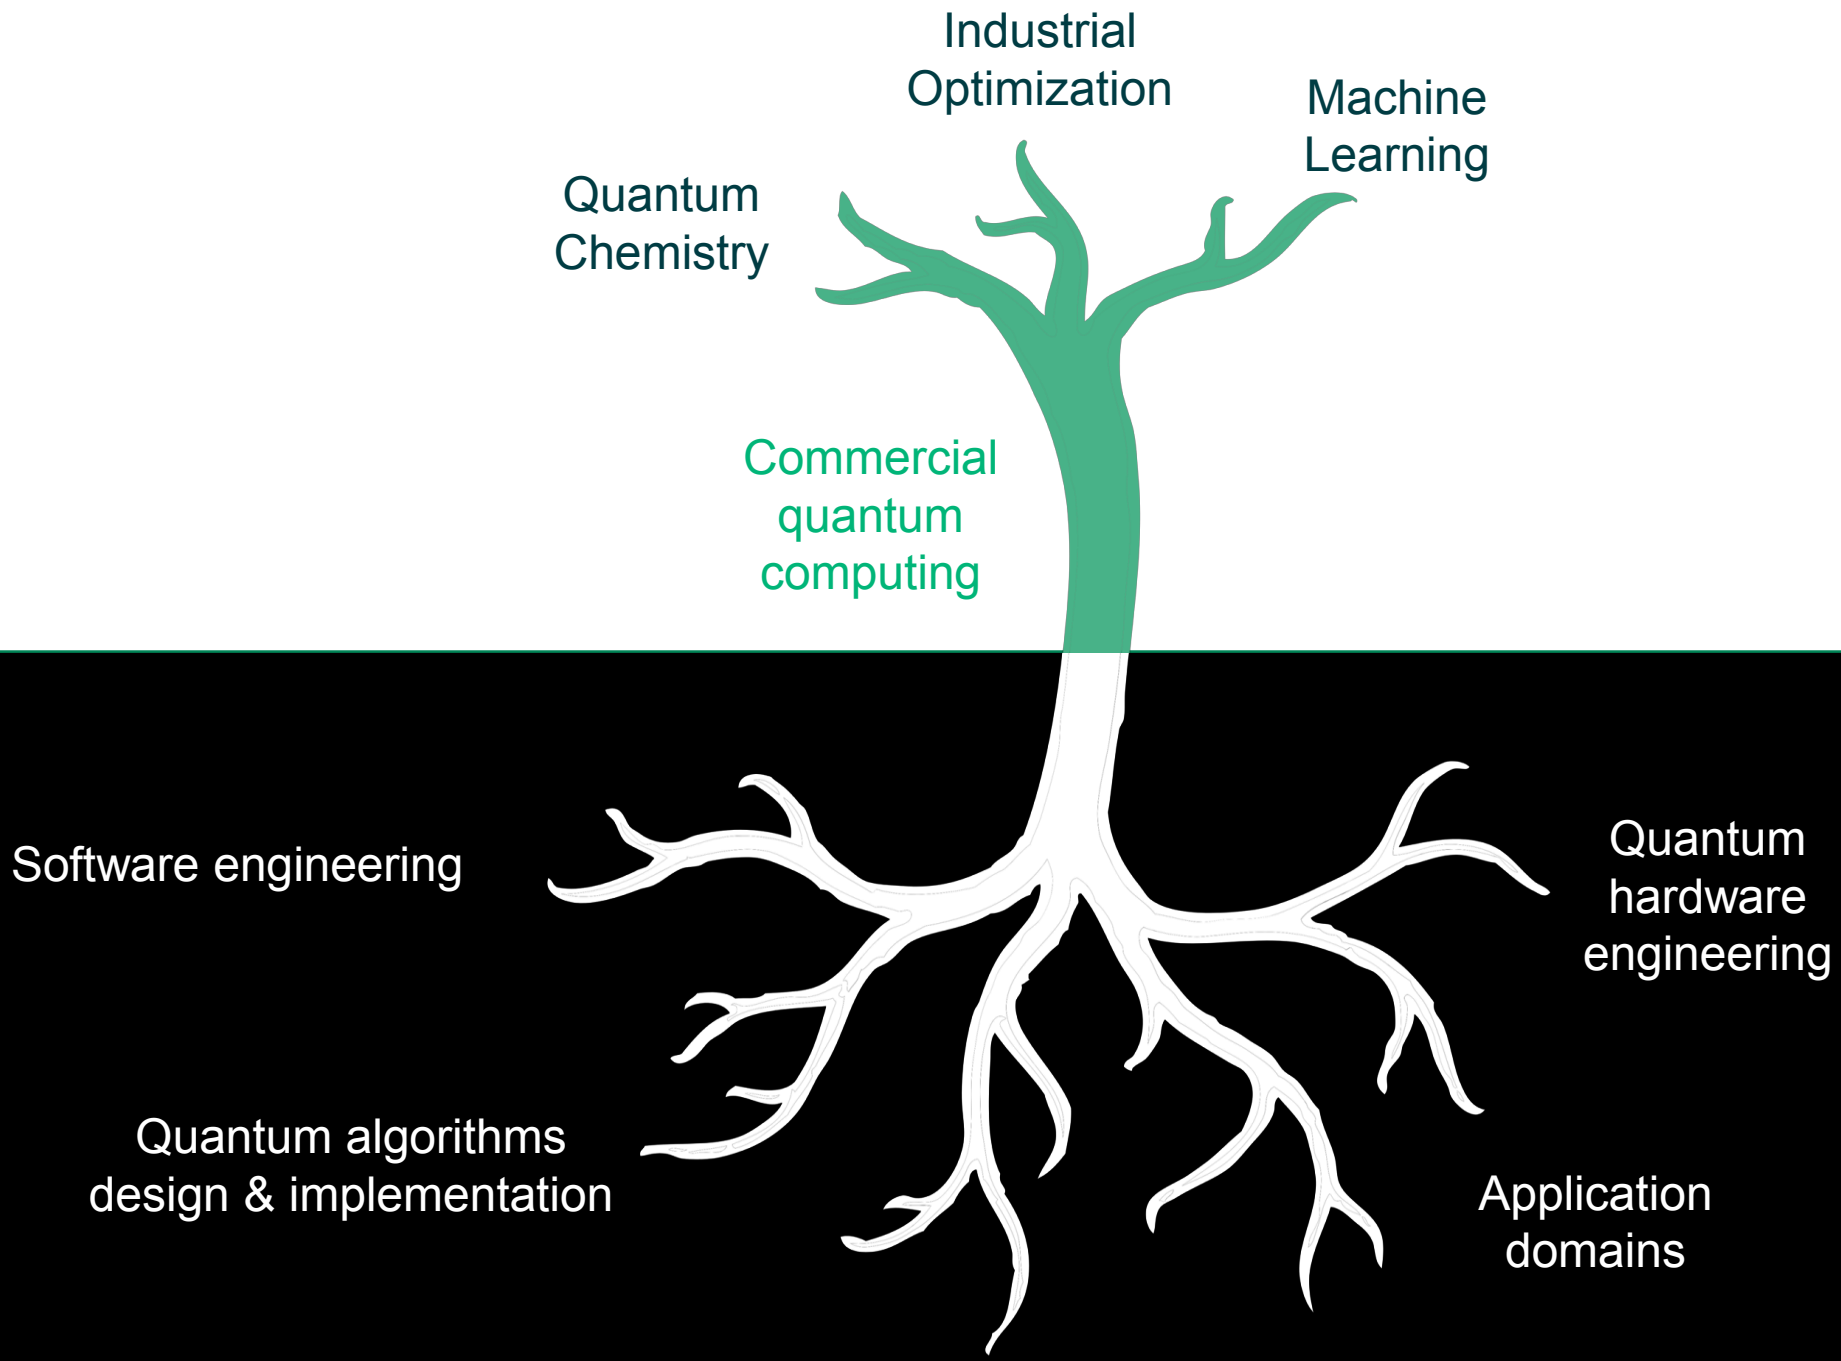 Industrial
Optimization
Machine
Learning
Quantum
Chemistry
Commercial
quantum
computing
Software engineering
Quantum
hardware
engineering
Quantum algorithms
design & implementation
Application
domains